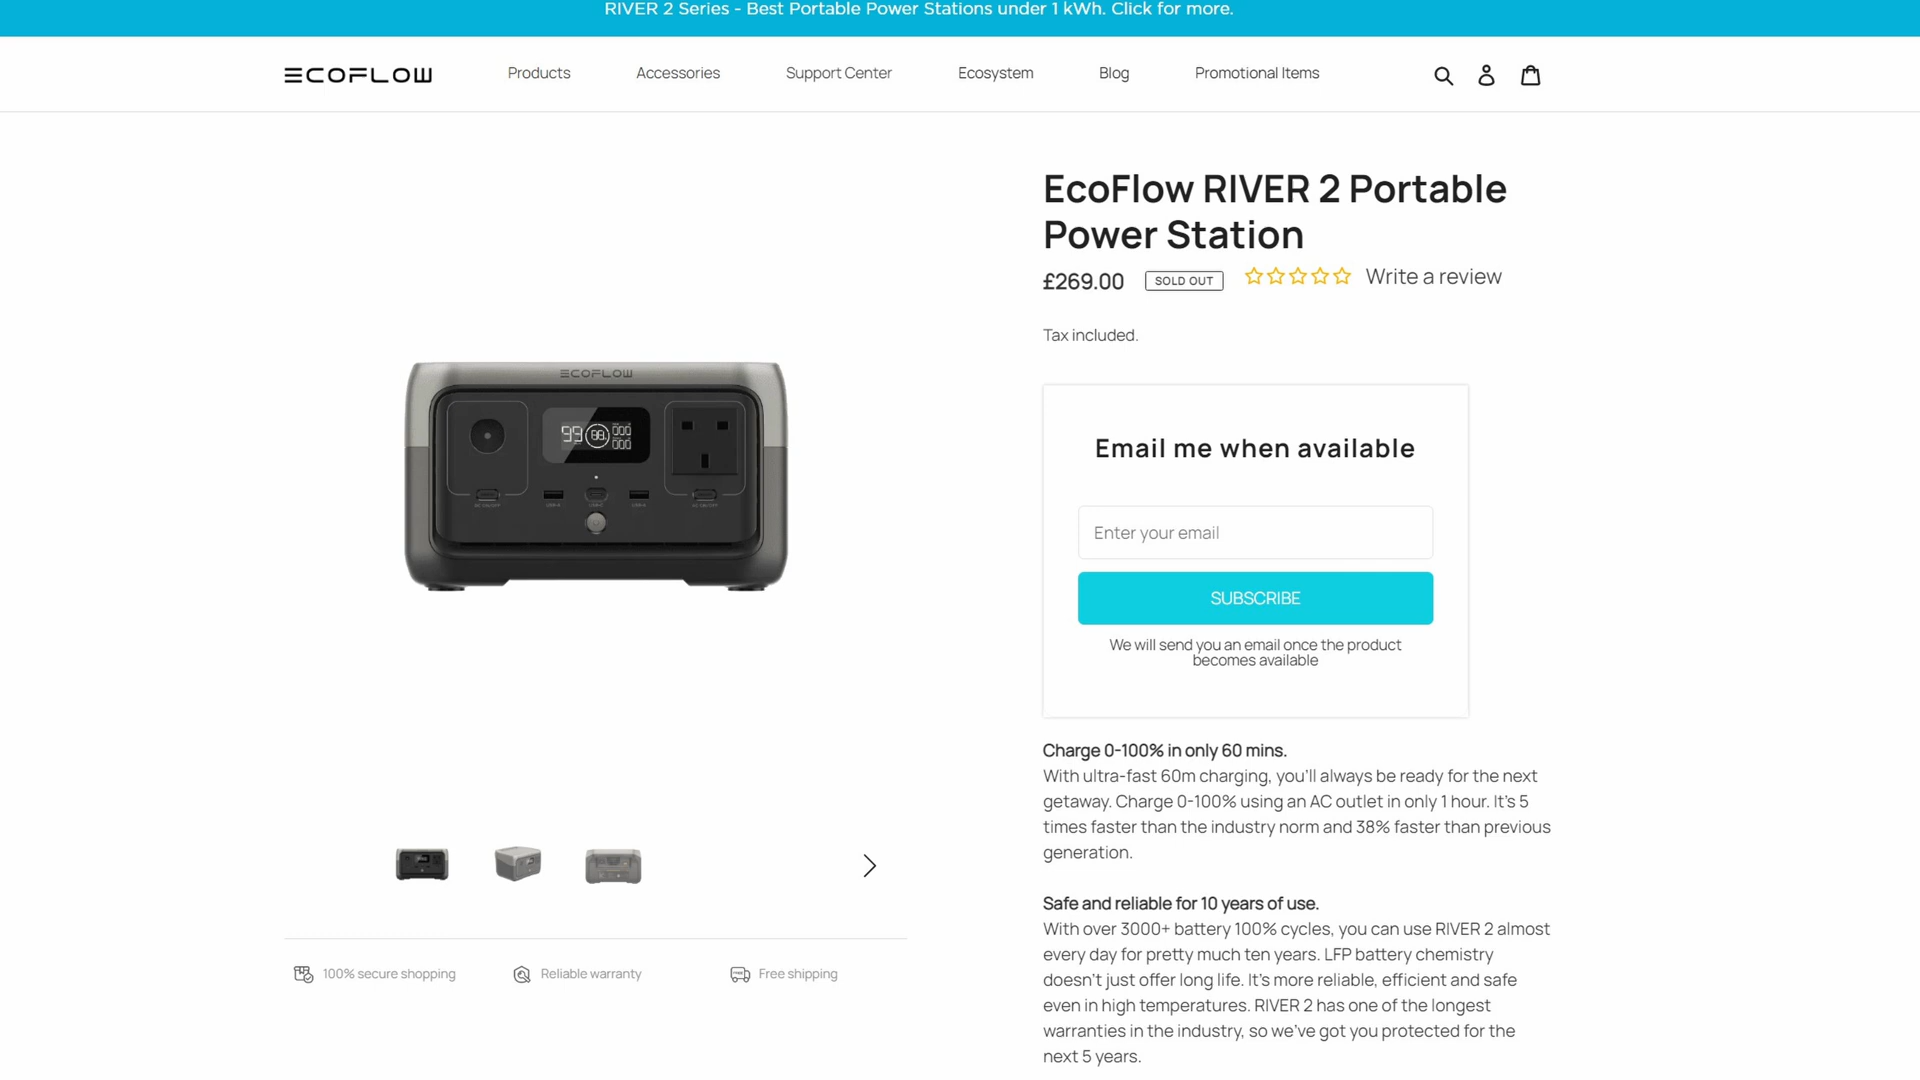 RIVER 2 Series - Best Portable Power Stations under 1 kWh. Click for more.
ECOFLOW
Products
Accessories
Support Center
Ecosystem
Blog
Promotional Items
EcoFlow RIVER 2 Portable
Power Station
£269.00
SOLD OUT
Write a review
Tax included.
ECOFLOW
99
Email me when available
Enter your email
SUBSCRIBE
We will send you an email once the product
becomes available
Charge 0-100% in only 60 mins.
With ultra-fast 60m charging, you'll always be ready for the next
getaway. Charge 0-100% using an AC outlet in only 1 hour. It's 5
times faster than the industry norm and 38% faster than previous
generation.
Safe and reliable for 10 years of use.
With over 3000+ battery 100% cycles, you can use RIVER 2 almost
every day for pretty much ten years. LFP battery chemistry
doesn't just offer long life. It's more reliable, efficient and safe
even in high temperatures. RIVER 2 has one of the longest
warranties in the industry, so we've got you protected for the
next 5 years.
100% secure shopping
Reliable warranty
Free shipping